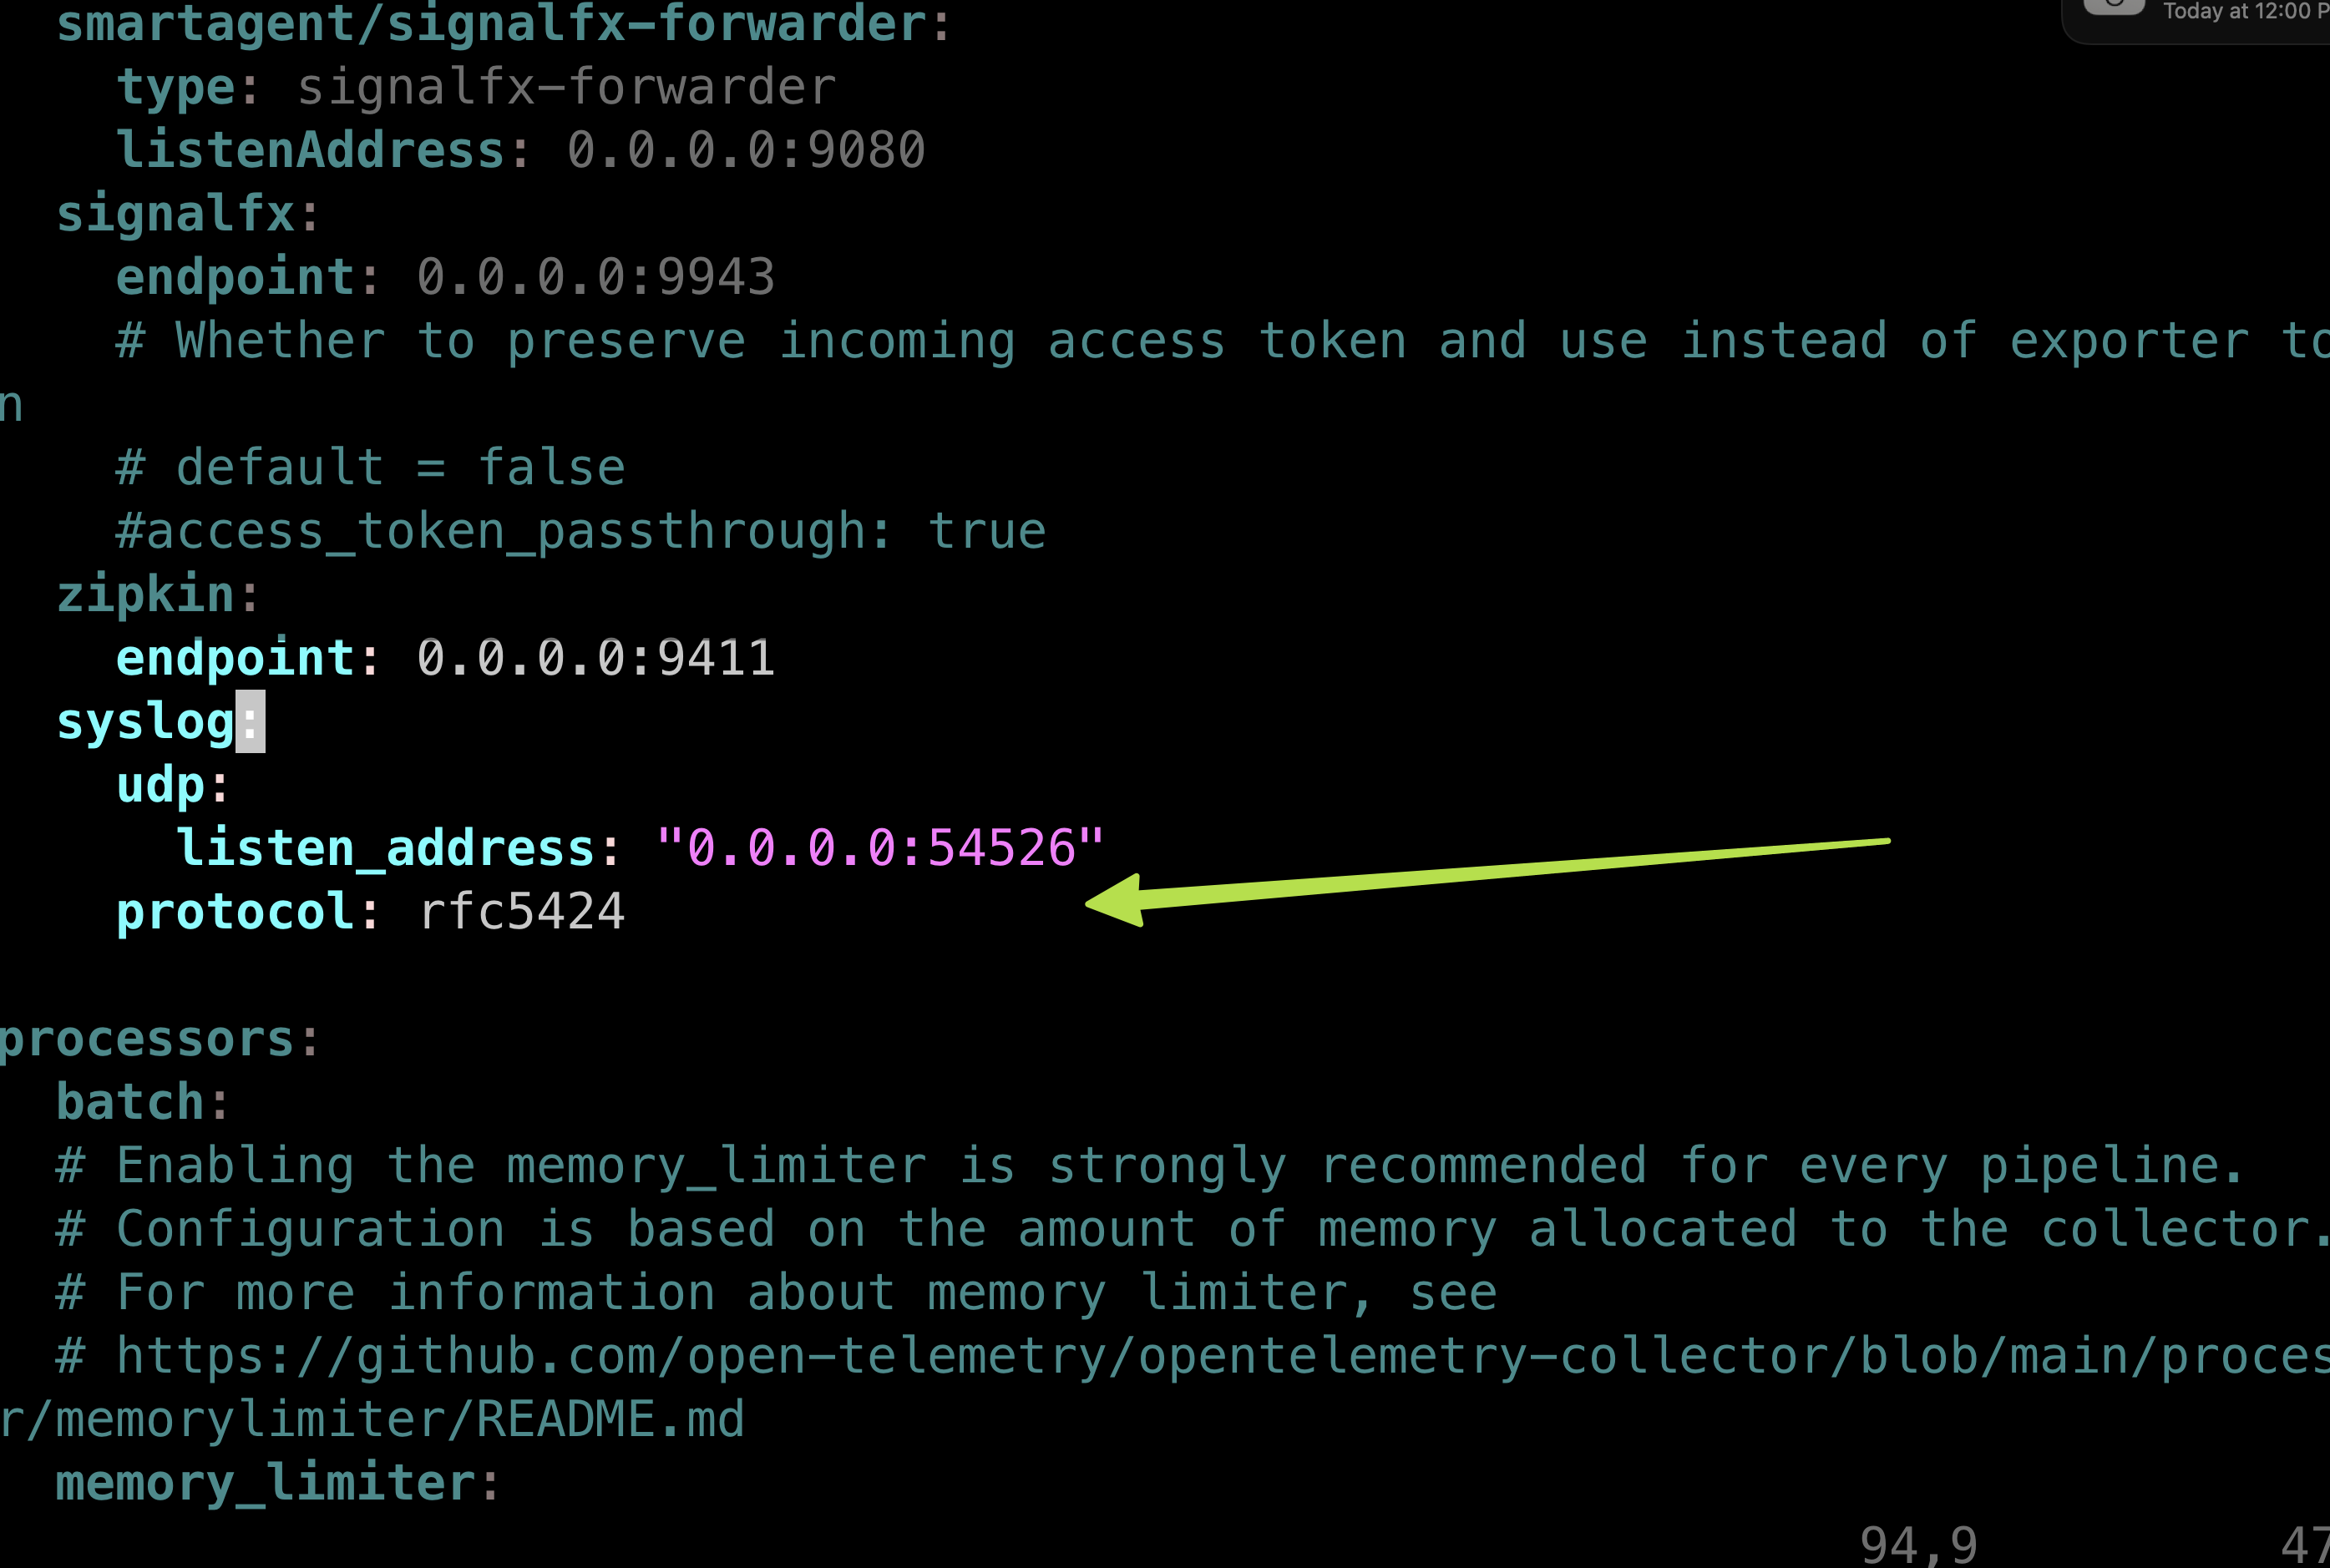 Today at 12:00 P
smartagent/signalfx-forwarder:
type: signalfx-forwarder
listenAddress: 0.0.0.0:9080
signalfx:
endpoint: 0.0.0.0:9943
# Whether to preserve incoming access token and use instead of exporter to
n
# default = false
#access_token_passthrough: true
zipkin:
endpoint: 0.0.0.0:9411
syslog:
udp:
listen_address: "0.0.0.0:54526"
protocol: rfc5424
processors:
batch:
# Enabling the memory_limiter is strongly recommended for every pipeline.
# Configuration is based on the amount of memory allocated to the collector.
# For more information about memory limiter, see
# https://github.com/open-telemetry/opentelemetry-collector/blob/main/proces
r/memorylimiter/README.md
memory_limiter:
94,9 47